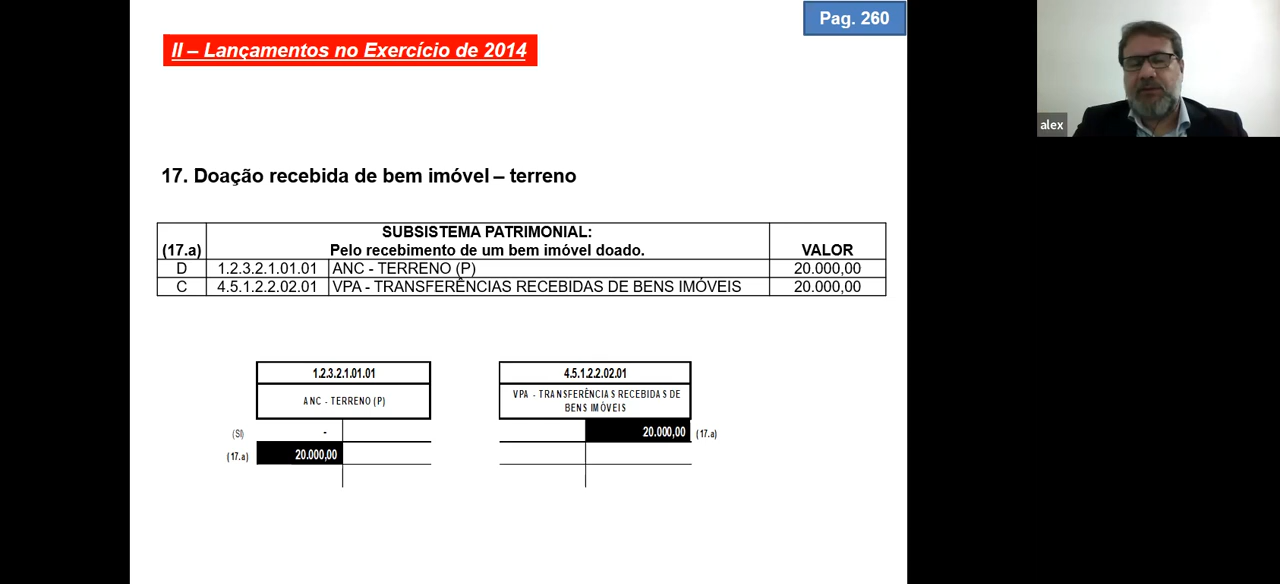 Pag. 260
II – Lançamentos no Exercício de 2014
alex
17. Doação recebida de bem imóvel – terreno
SUBSISTEMA PATRIMONIAL:
(17.a) Pelo recebimento de um bem imóvel doado. VALOR
D 1.2.3.2.1.01.01 ANC - TERRENO (P) 20.000,00
C 4.5.1.2.2.02.01 VPA - TRANSFERÊNCIAS RECEBIDAS DE BENS IMÓVEIS 20.000,00
1.2.3.2.1.01.01
ANC - TERRENO (P)
(SI) -
(17.a) 20.000,00
4.5.1.2.2.02.01
VPA - TRANSFERÊNCIAS RECEBIDAS DE
BENS IMÓVEIS
20.000,00 (17.a)